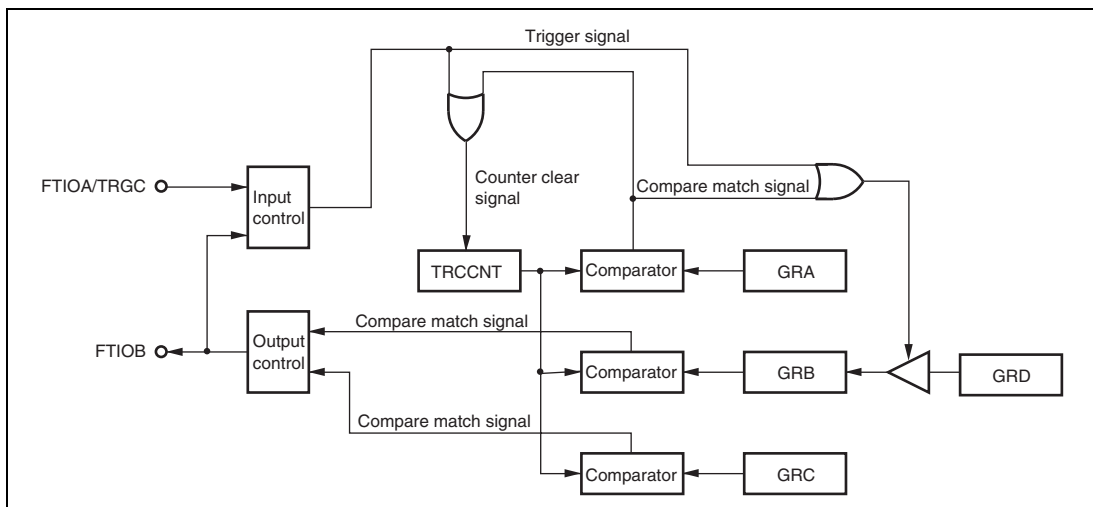 Trigger signal
FTIOA/TRGC
Input
control
Counter clear
signal
Compare match signal
TRCCNT
Comparator
GRA
Compare match signal
FTIOB
Output
control
Comparator
GRB
GRD
Compare match signal
Comparator
GRC